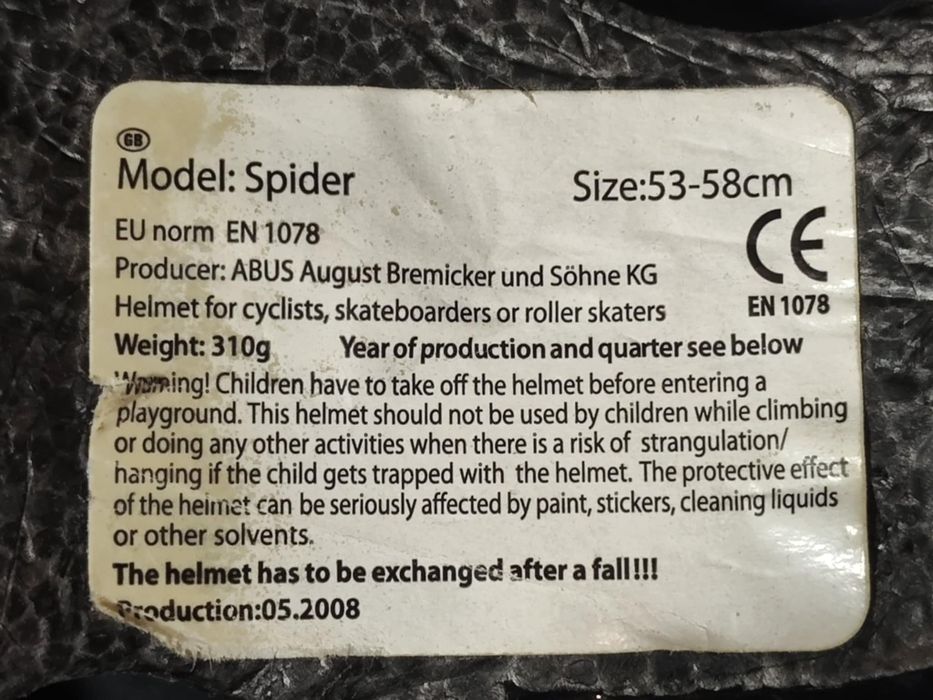 GB
Model: Spider
Size:53-58cm
EU norm EN 1078
CE
Producer: ABUS August Bremicker und Söhne KG
Helmet for cyclists, skateboarders or roller skaters
EN 1078
Weight: 310g
Year of production and quarter see below
Warning! Children have to take off the helmet before entering a
playground. This helmet should not be used by children while climbing
or doing any other activities when there is a risk of strangulation/
hanging if the child gets trapped with the helmet. The protective effect
of the helmet can be seriously affected by paint, stickers, cleaning liquids
or other solvents.
The helmet has to be exchanged after a fall!!!
Production:05.2008